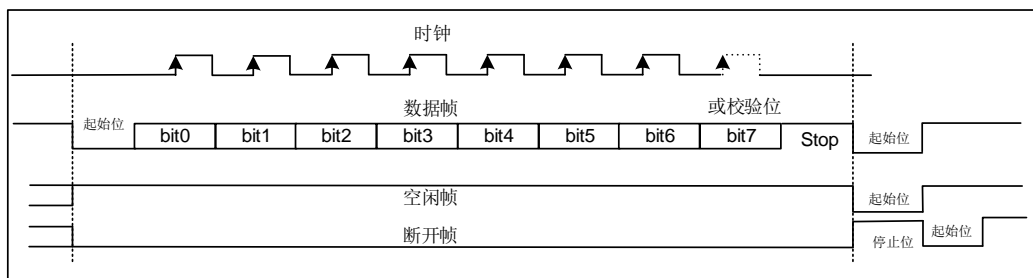 时钟
数据帧
或校验位
起始位 bit0 bit1 bit2 bit3 bit4 bit5 bit6 bit7 Stop 起始位
空闲帧
起始位
断开帧
停止位 起始位